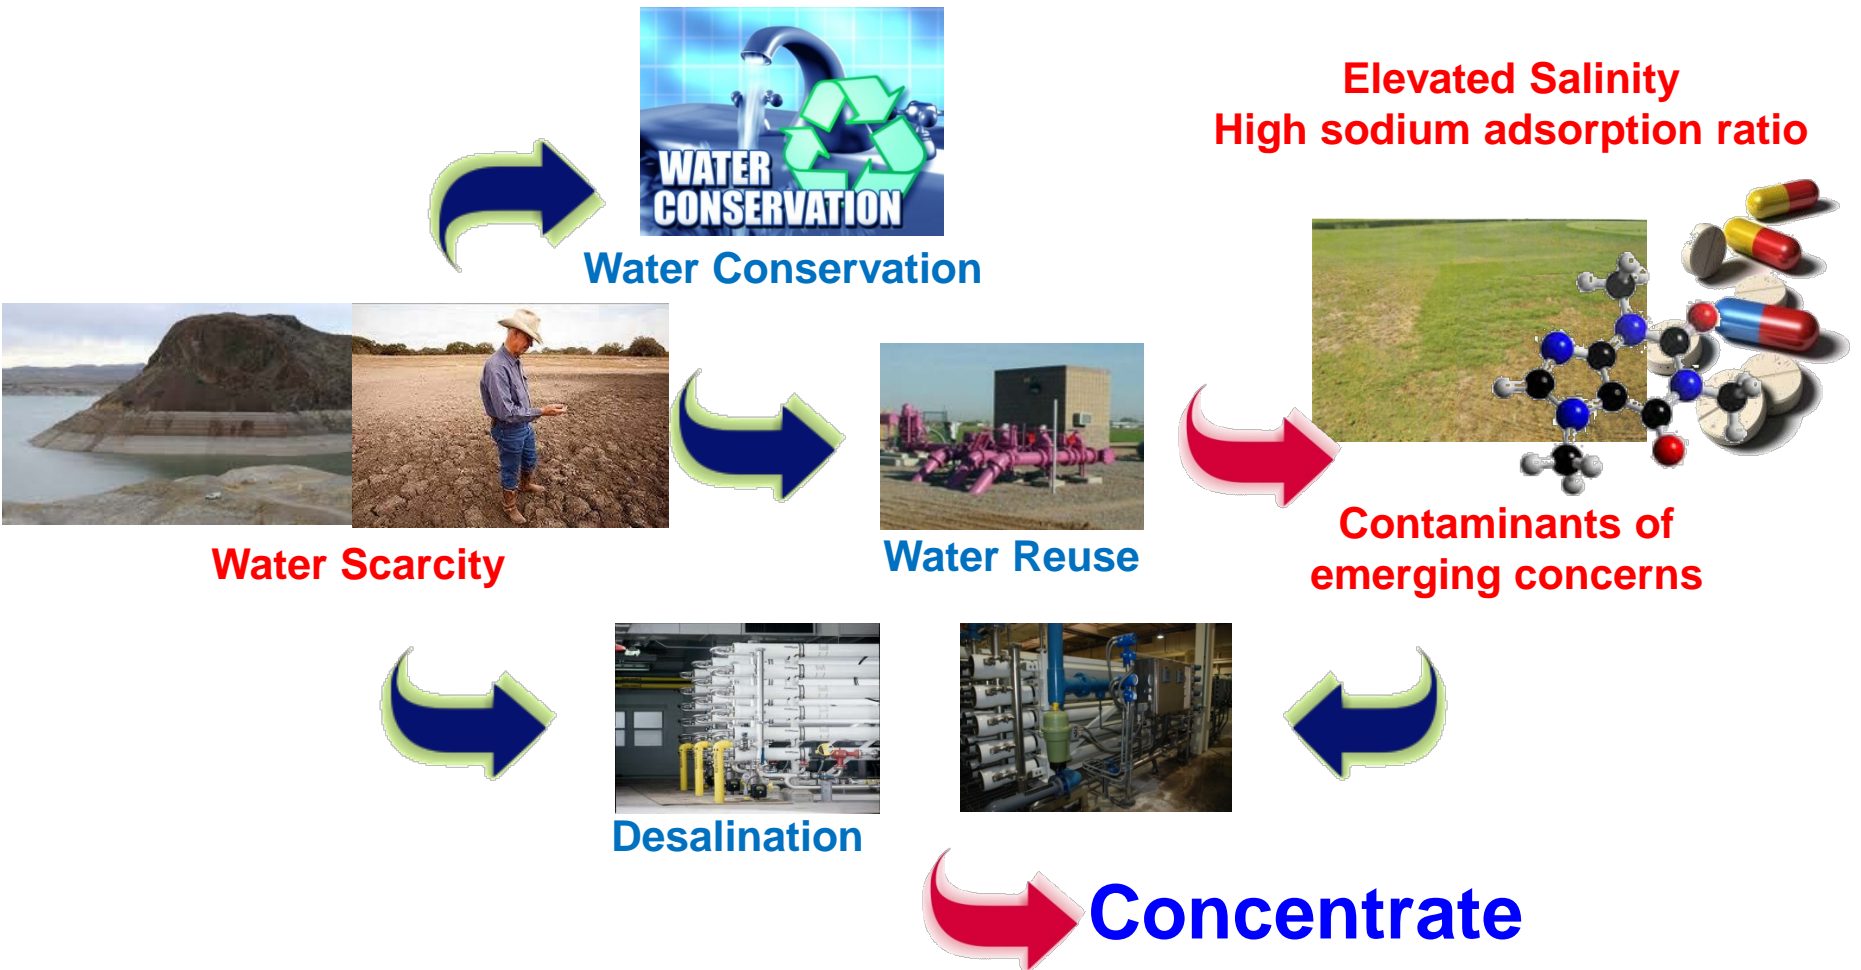 WATER
CONSERVATION
Water Conservation
Elevated Salinity
High sodium adsorption ratio
Water Scarcity
Water Reuse
Contaminants of
emerging concerns
Desalination
Concentrate